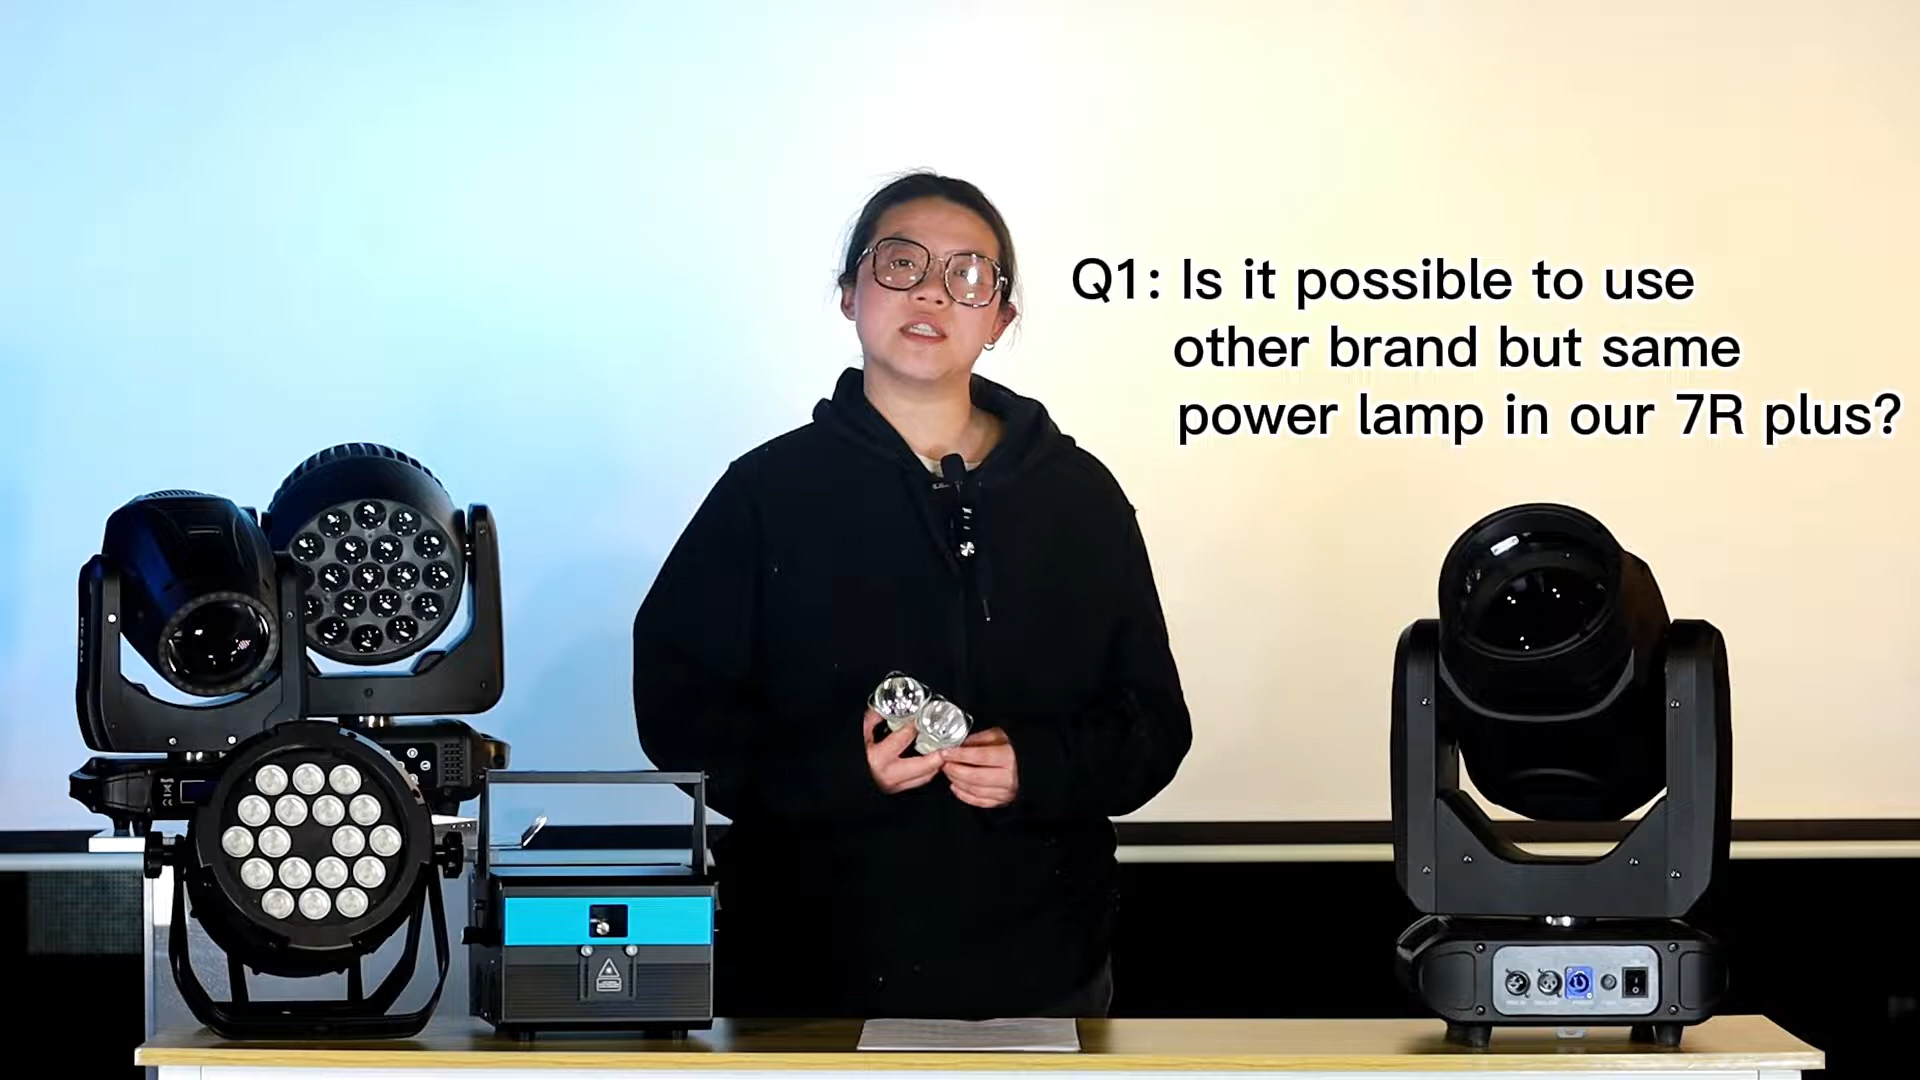 Q1: Is it possible to use
other brand but same
power lamp in our 7R plus?